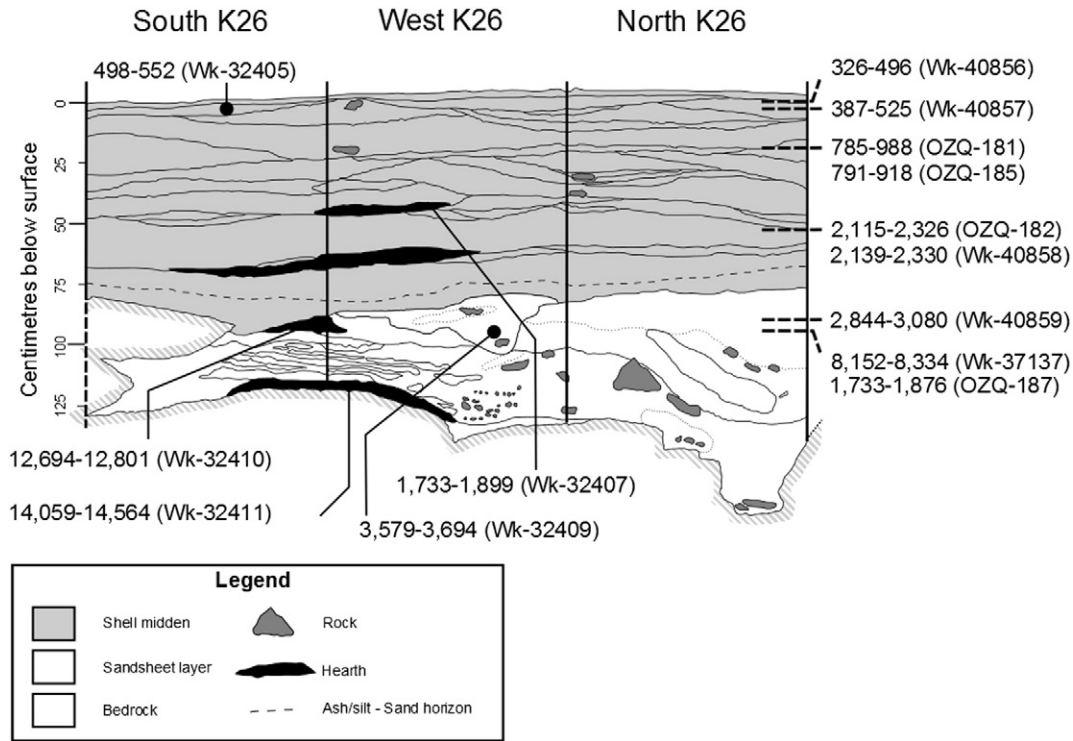 South K26
West K26
North K26
498-552 (Wk-32405)
326-496 (Wk-40856)
387-525 (Wk-40857)
785-988 (OZQ-181)
791-918 (OZQ-185)
2,115-2,326 (OZQ-182)
2,139-2,330 (Wk-40858)
2,844-3,080 (Wk-40859)
8,152-8,334 (Wk-37137)
1,733-1,876 (OZQ-187)
Centimetres below surface
0
25
50
75
100
125
12,694-12,801 (Wk-32410)
14,059-14,564 (Wk-32411)
1,733-1,899 (Wk-32407)
3,579-3,694 (Wk-32409)
Legend
Shell midden
Rock
Sandsheet layer
Hearth
Bedrock
Ash/silt - Sand horizon